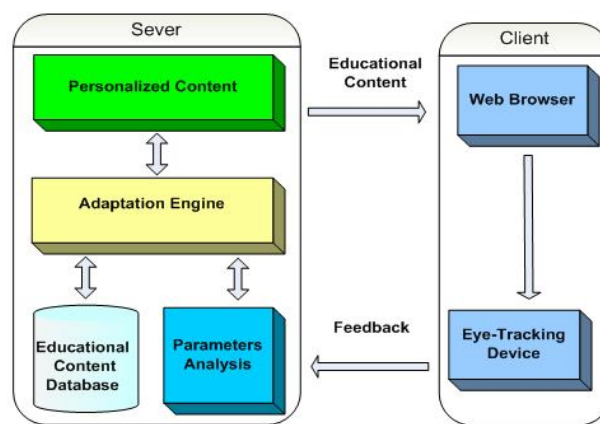 Sever
Personalized Content
Adaptation Engine
Educational
Content
Database
Parameters
Analysis
Educational
Content
Feedback
Client
Web Browser
Eye-Tracking
Device